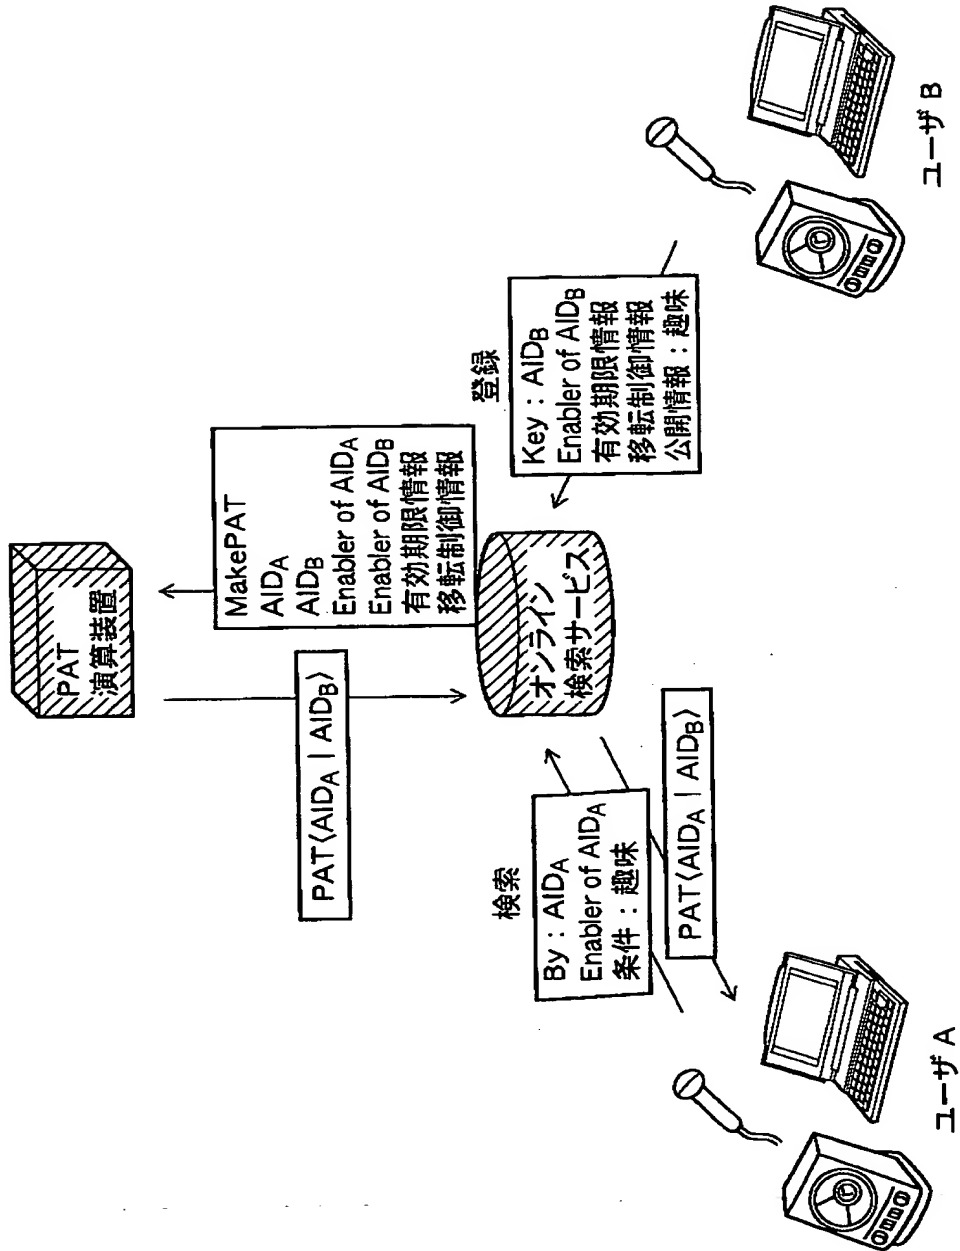 PAT
演算装置
PAT⟨AIDA | AIDB⟩
MakePAT
AIDA
AIDB
Enabler of AIDA
Enabler of AIDB
有効期限情報
移転制御情報
オンライン
検索サービス
登録
Key : AIDB
Enabler of AIDB
有効期限情報
移転制御情報
公開情報 : 趣味
検索
By : AIDA
Enabler of AIDA
条件 : 趣味
PAT⟨AIDA | AIDB⟩
ユーザ A
ユーザ B